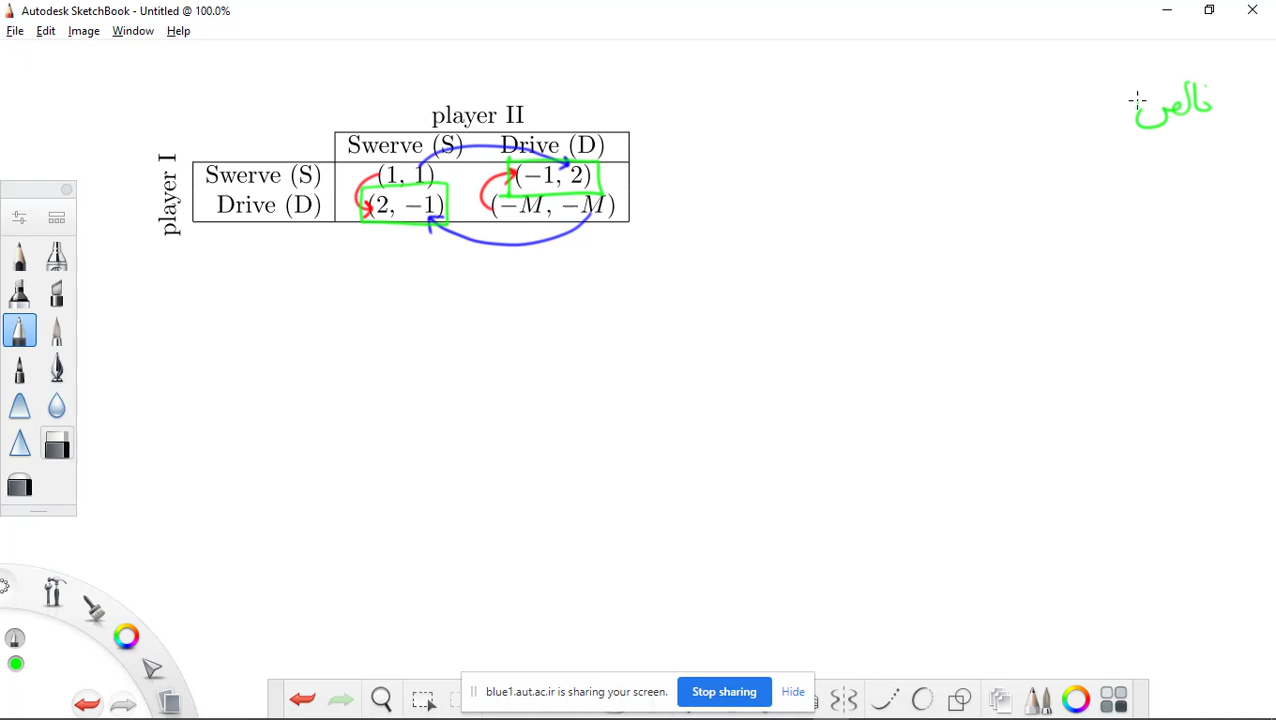 Autodesk SketchBook - Untitled @ 100.0%
File Edit Image Window Help
خالص
player II
Swerve (S) Drive (D)
player I
Swerve (S) (1, 1) (−1, 2)
Drive (D) (2, −1) (−M, −M)
blue1.aut.ac.ir is sharing your screen. Stop sharing Hide